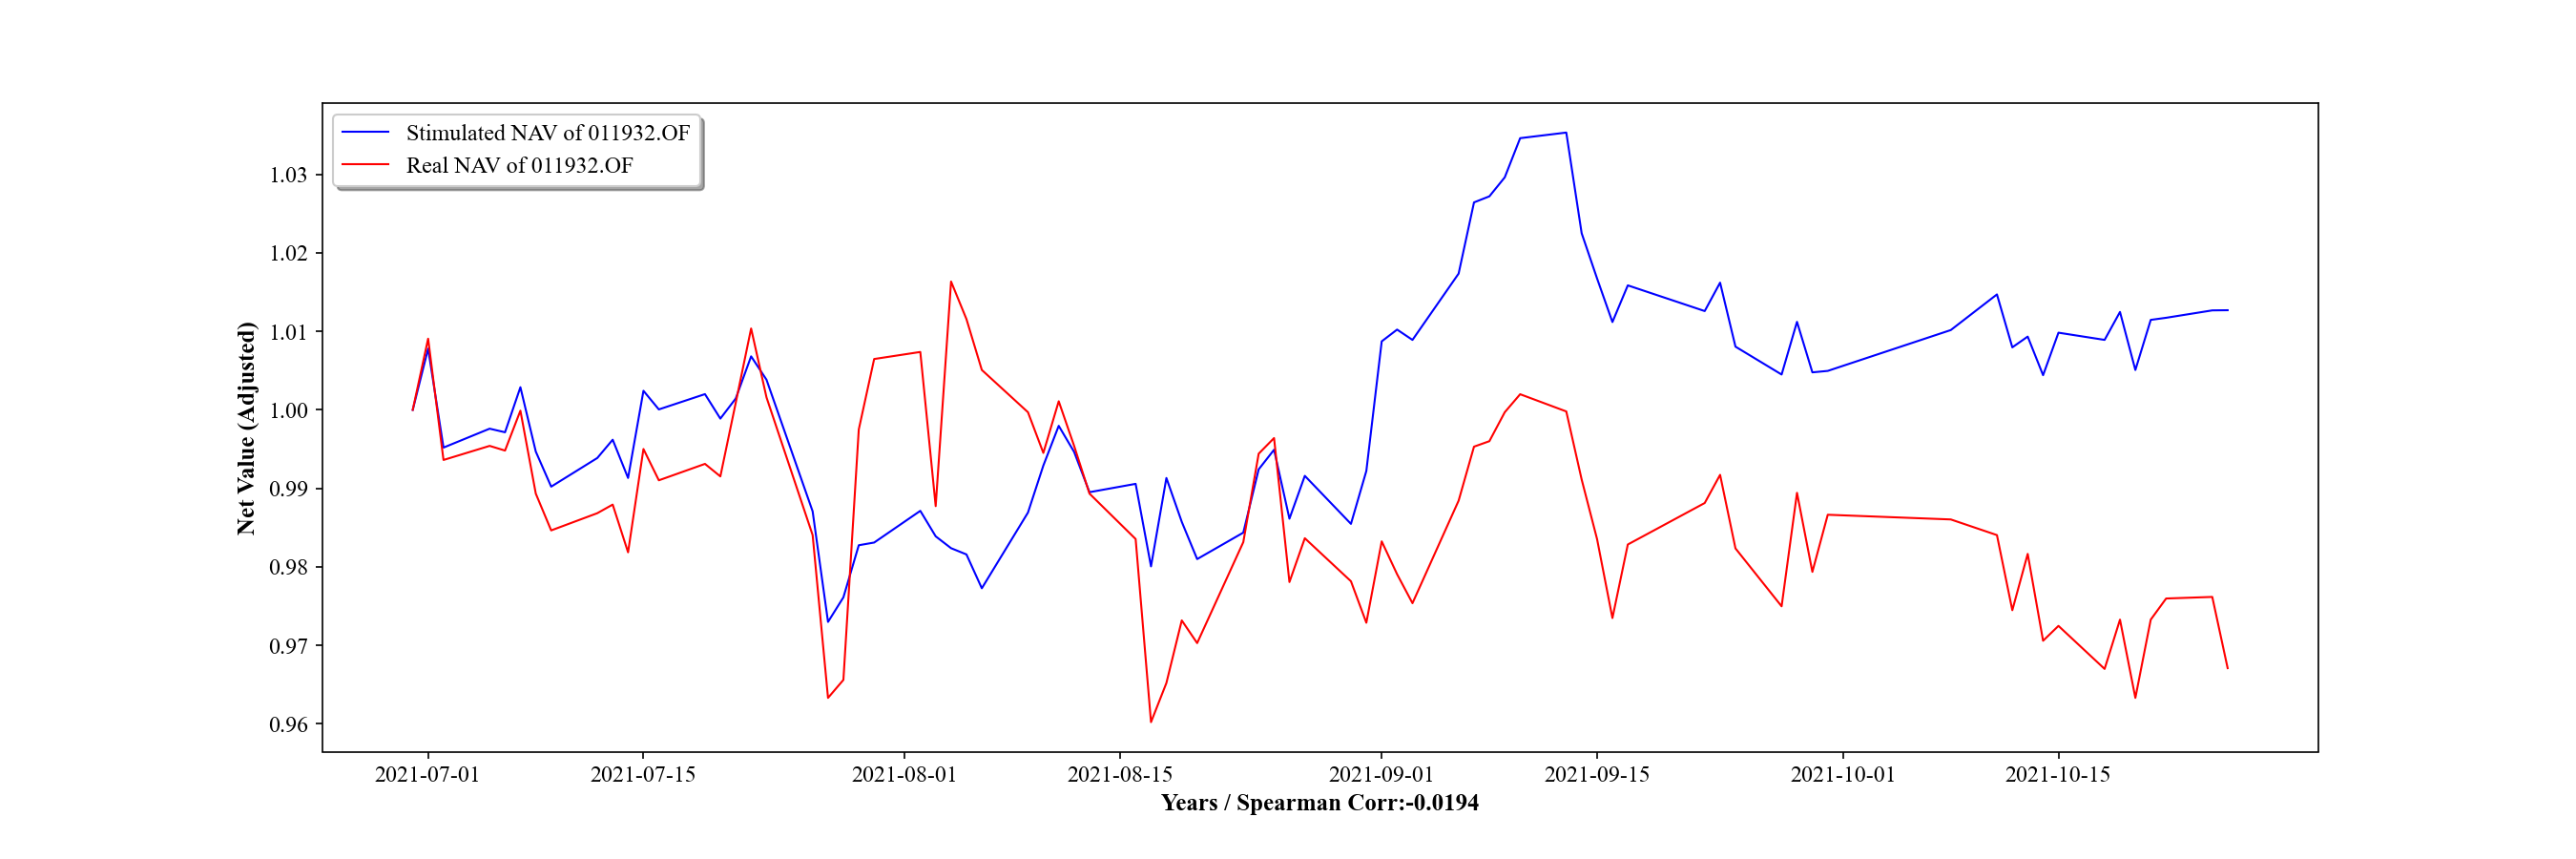 Stimulated NAV of 011932.OF
Real NAV of 011932.OF
Net Value (Adjusted)
1.03
1.02
1.01
1.00
0.99
0.98
0.97
0.96
2021-07-01 2021-07-15 2021-08-01 2021-08-15 2021-09-01 2021-09-15 2021-10-01 2021-10-15
Years / Spearman Corr:-0.0194